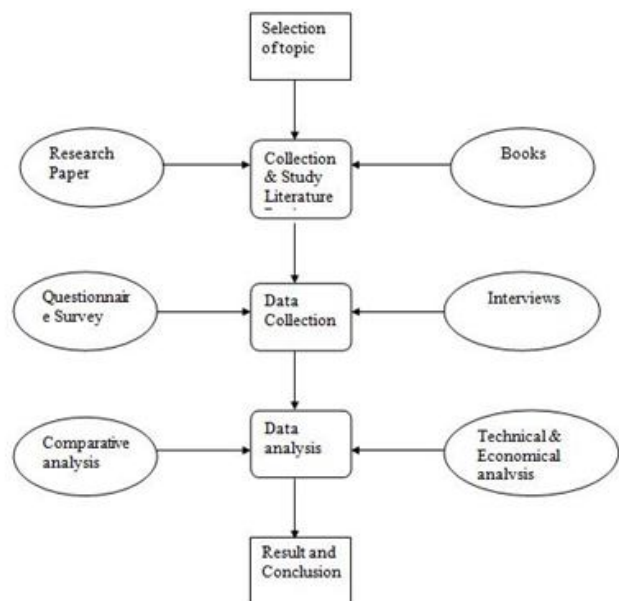 Selection
of topic
Research
Paper
Collection
& Study
Literature
Books
Questionnair
e Survey
Data
Collection
Interviews
Comparative
analysis
Data
analysis
Technical &
Economical
analysis
Result and
Conclusion